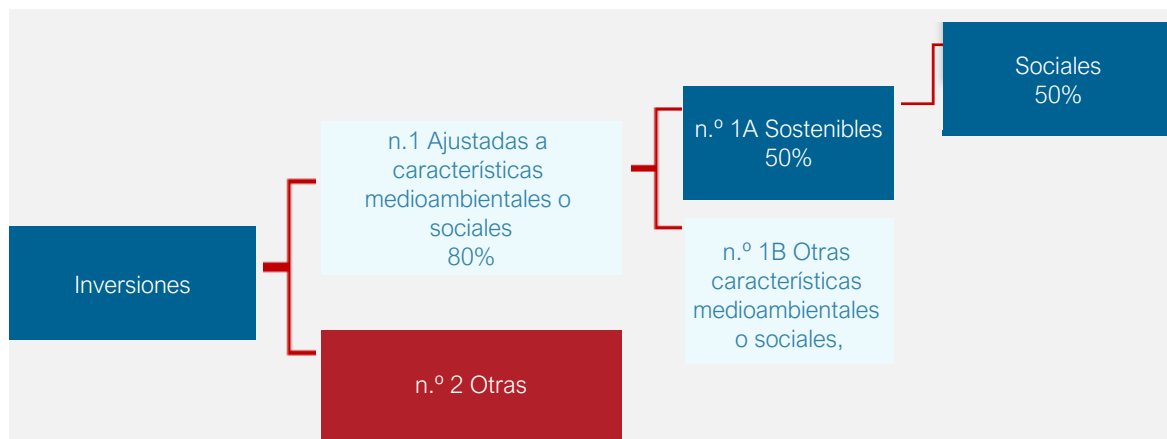 Inversiones
n.1 Ajustadas a
características
medioambientales o
sociales
80%
n.º 2 Otras
n.º 1A Sostenibles
50%
n.º 1B Otras
características
medioambientales
o sociales,
Sociales
50%